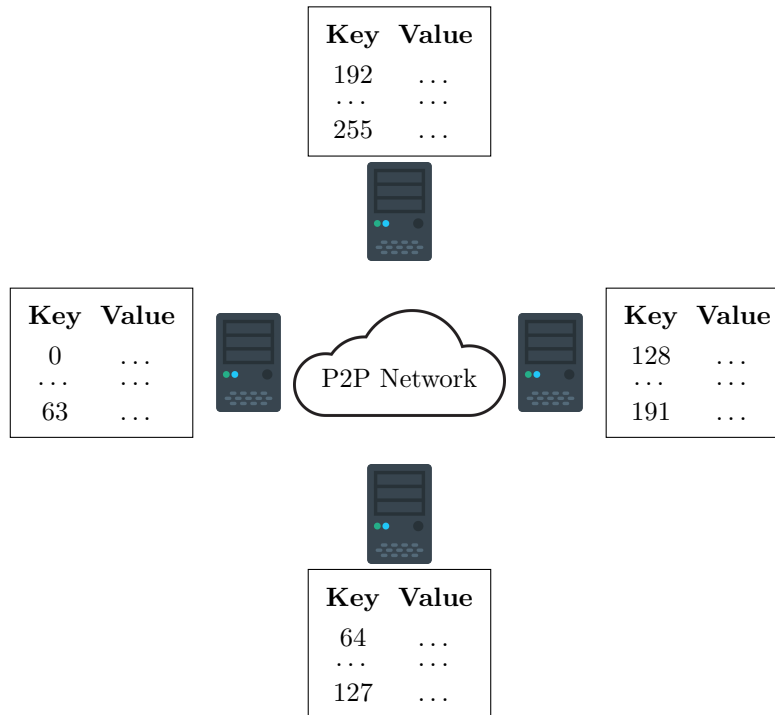 Key Value
192 ...
... ...
255 ...
Key Value
0 ...
... ...
63 ...
P2P Network
Key Value
128 ...
... ...
191 ...
Key Value
64 ...
... ...
127 ...